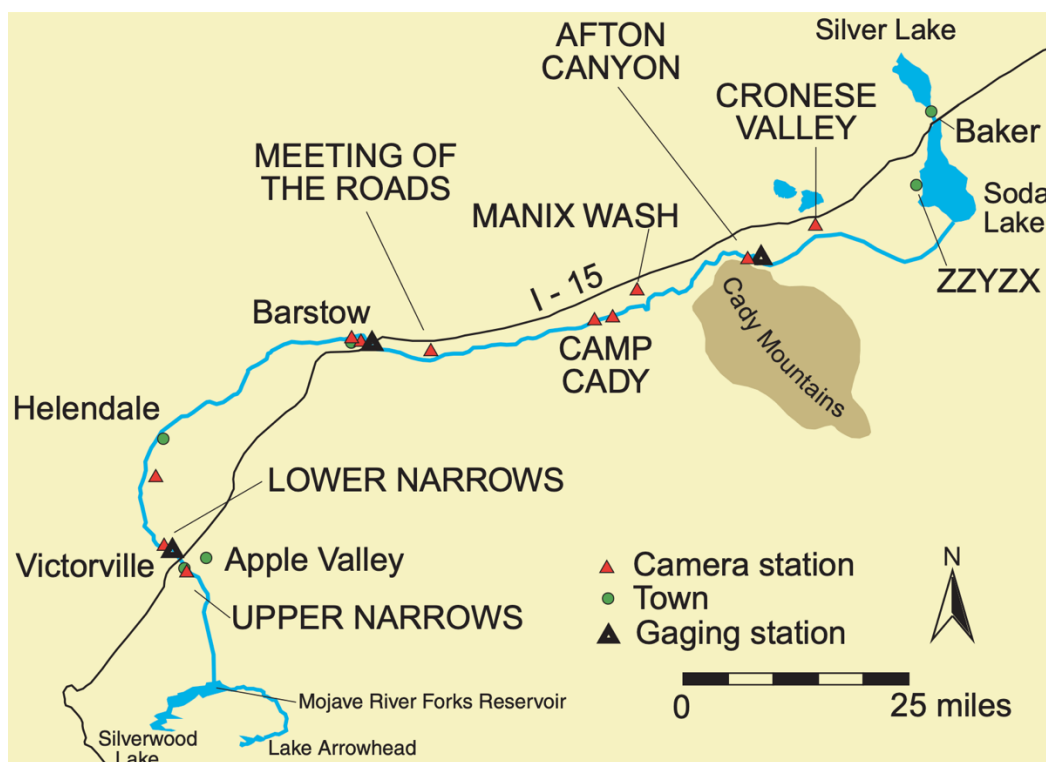 Silver Lake
AFTON
CANYON
CRONESE
VALLEY
Baker
MEETING OF
THE ROADS
MANIX WASH
Soda
Lake
ZZYZX
I - 15
Barstow
CAMP
CADY
Cady Mountains
Helendale
LOWER NARROWS
Victorville
Apple Valley
UPPER NARROWS
Camera station
Town
Gaging station
N
0
25 miles
Mojave River Forks Reservoir
Silverwood
Lake
Lake Arrowhead